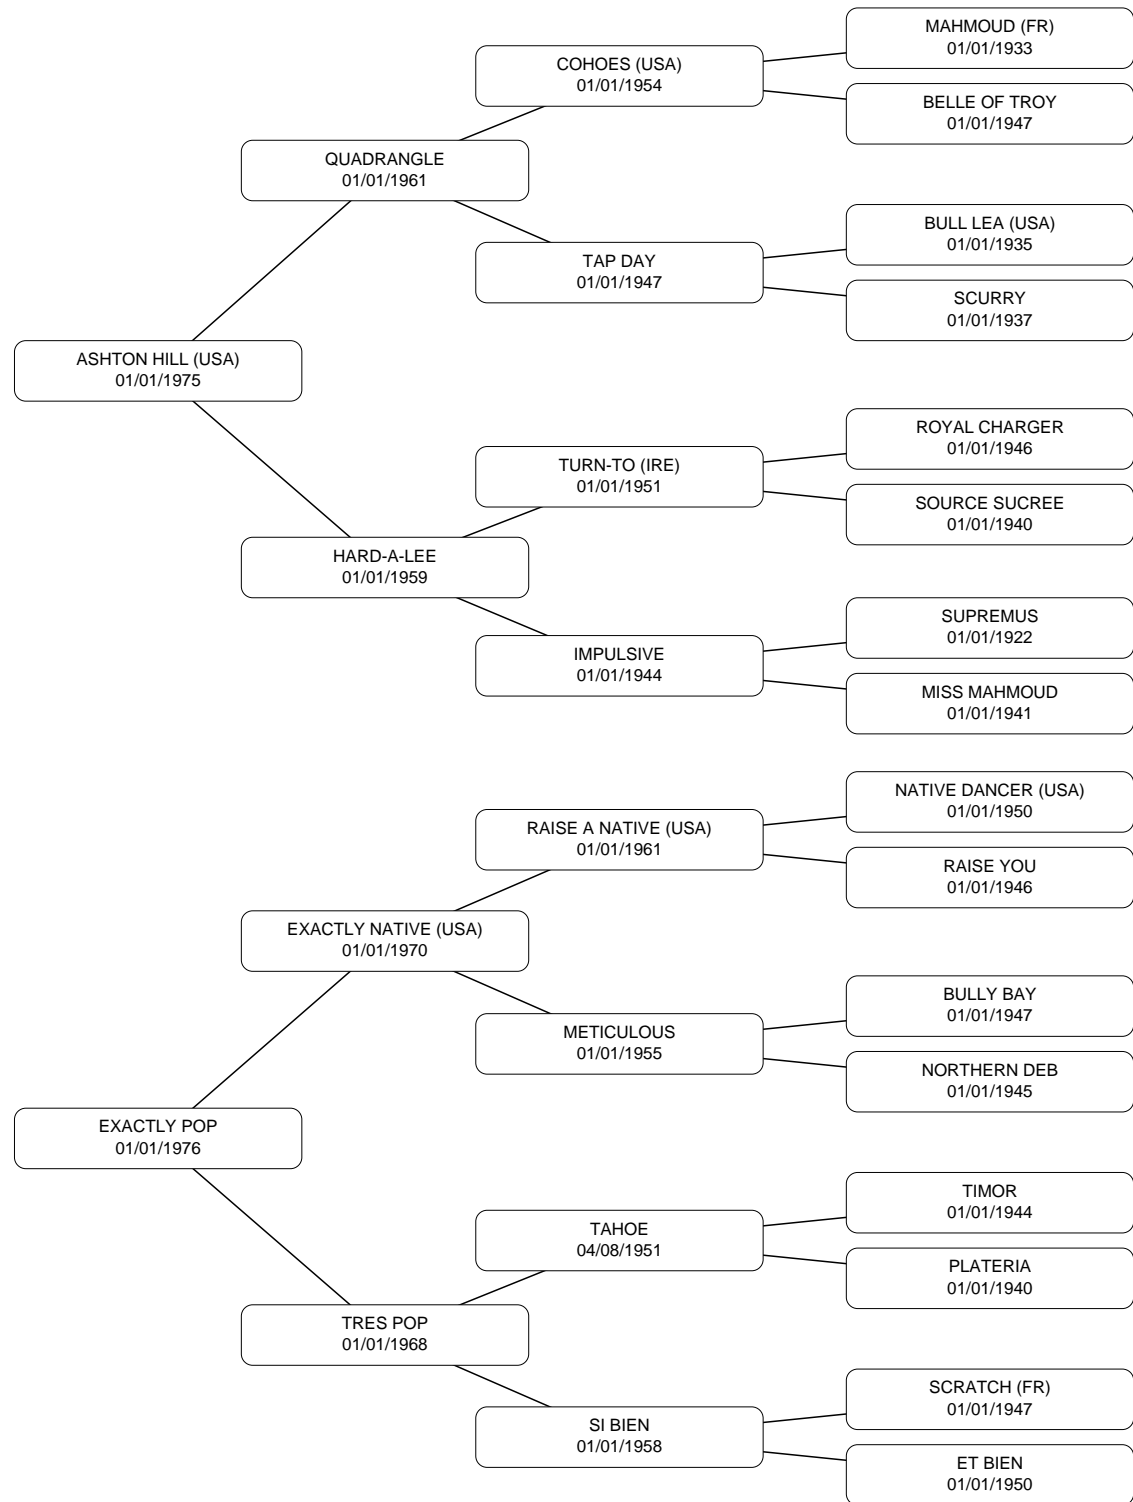 MAHMOUD (FR)
01/01/1933
COHOES (USA)
01/01/1954
BELLE OF TROY
01/01/1947
QUADRANGLE
01/01/1961
BULL LEA (USA)
01/01/1935
TAP DAY
01/01/1947
SCURRY
01/01/1937
ASHTON HILL (USA)
01/01/1975
ROYAL CHARGER
01/01/1946
TURN-TO (IRE)
01/01/1951
SOURCE SUCREE
01/01/1940
HARD-A-LEE
01/01/1959
SUPREMUS
01/01/1922
IMPULSIVE
01/01/1944
MISS MAHMOUD
01/01/1941
NATIVE DANCER (USA)
01/01/1950
RAISE A NATIVE (USA)
01/01/1961
RAISE YOU
01/01/1946
EXACTLY NATIVE (USA)
01/01/1970
BULLY BAY
01/01/1947
METICULOUS
01/01/1955
NORTHERN DEB
01/01/1945
EXACTLY POP
01/01/1976
TIMOR
01/01/1944
TAHOE
04/08/1951
PLATERIA
01/01/1940
TRES POP
01/01/1968
SCRATCH (FR)
01/01/1947
SI BIEN
01/01/1958
ET BIEN
01/01/1950